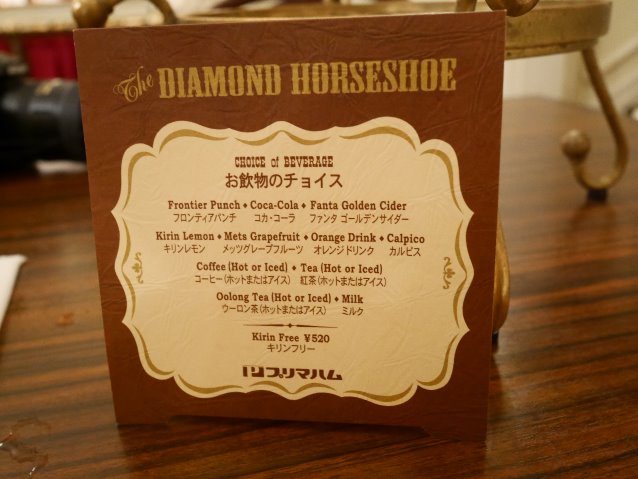 The DIAMOND HORSESHOE
CHOICE of BEVERAGE
お飲物のチョイス
Frontier Punch ♦ Coca-Cola ♦ Fanta Golden Cider
フロンティアパンチ コカ・コーラ ファンタ ゴールデンサイダー
Kirin Lemon ♦ Mets Grapefruit ♦ Orange Drink ♦ Calpico
キリンレモン メッツグレープフルーツ オレンジドリンク カルピス
Coffee (Hot or Iced) ♦ Tea (Hot or Iced)
コーヒー(ホットまたはアイス) 紅茶(ホットまたはアイス)
Oolong Tea (Hot or Iced) ♦ Milk
ウーロン茶(ホットまたはアイス) ミルク
Kirin Free ¥520
キリンフリー
プリマハム